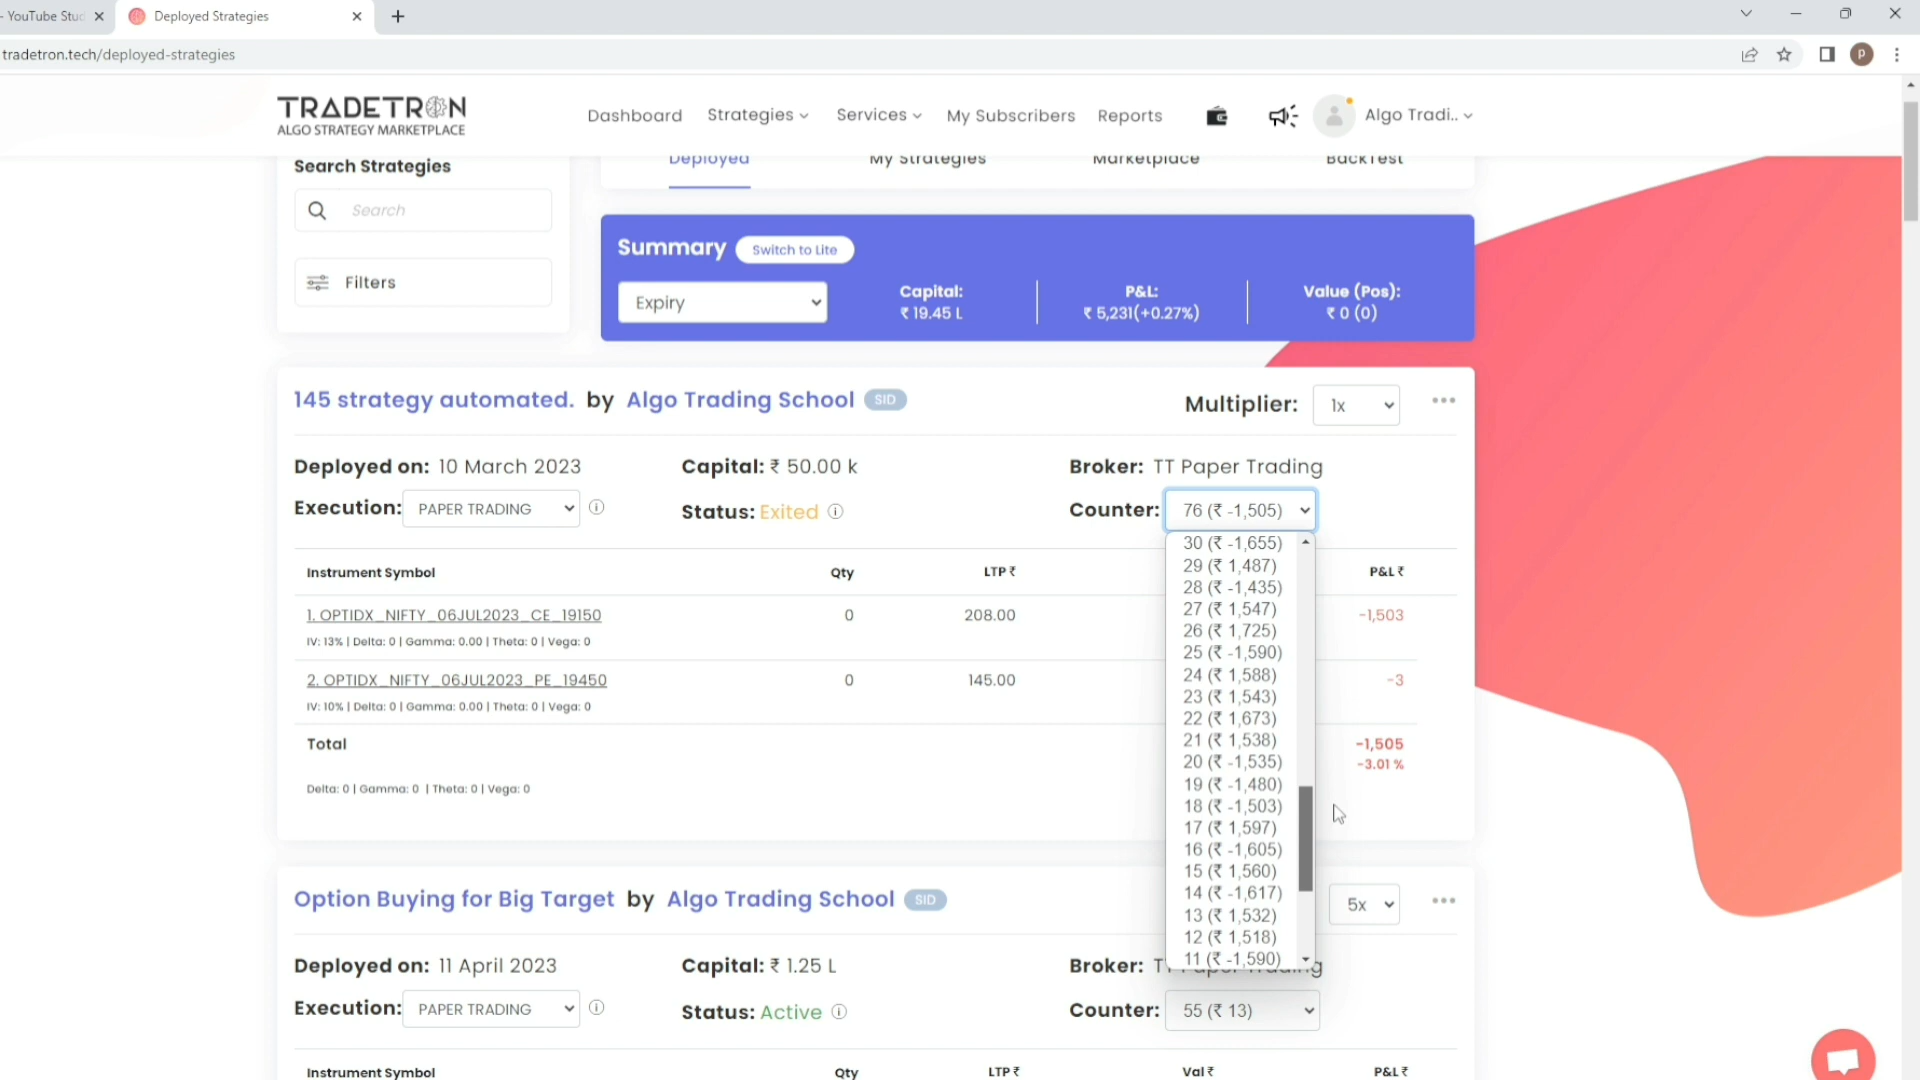 - YouTube Stud
Deployed Strategies
tradetron.tech/deployed-strategies
P
TRADETRON
ALGO STRATEGY MARKETPLACE
Dashboard Strategies Services My Subscribers Reports Algo Tradi..
Search Strategies
Search
Filters
Deployed My Strategies Marketplace BackTest
Summary Switch to Lite
Expiry
Capital: P&L: Value (Pos):
₹ 19.45 L ₹ 5,231(+0.27%) ₹ 0 (0)
145 strategy automated. by Algo Trading School SID
Multiplier: 1x
Deployed on: 10 March 2023 Capital: ₹ 50.00 k Broker: TT Paper Trading
Execution: PAPER TRADING Status: Exited Counter: 76 (₹ -1,505)
30 (₹ -1,655)
29 (₹ 1,487)
28 (₹ -1,435)
27 (₹ 1,547)
26 (₹ 1,725)
25 (₹ -1,590)
24 (₹ 1,588)
23 (₹ 1,543)
22 (₹ 1,673)
21 (₹ 1,538)
20 (₹ -1,535)
19 (₹ -1,480)
18 (₹ -1,503)
17 (₹ 1,597)
16 (₹ -1,605)
15 (₹ 1,560)
14 (₹ -1,617)
13 (₹ 1,532)
12 (₹ 1,518)
11 (₹ -1,590)
Instrument Symbol Qty LTP ₹ P&L ₹
1. OPTIDX_NIFTY_06JUL2023_CE_19150 0 208.00 -1,503
IV: 13% | Delta: 0 | Gamma: 0.00 | Theta: 0 | Vega: 0
2. OPTIDX_NIFTY_06JUL2023_PE_19450 0 145.00 -3
IV: 10% | Delta: 0 | Gamma: 0.00 | Theta: 0 | Vega: 0
Total -1,505
-3.01 %
Delta: 0 | Gamma: 0 | Theta: 0 | Vega: 0
Option Buying for Big Target by Algo Trading School SID 5x
Deployed on: 11 April 2023 Capital: ₹ 1.25 L Broker: TT Paper Trading
Execution: PAPER TRADING Status: Active Counter: 55 (₹ 13)
Instrument Symbol Qty LTP ₹ Val ₹ P&L ₹